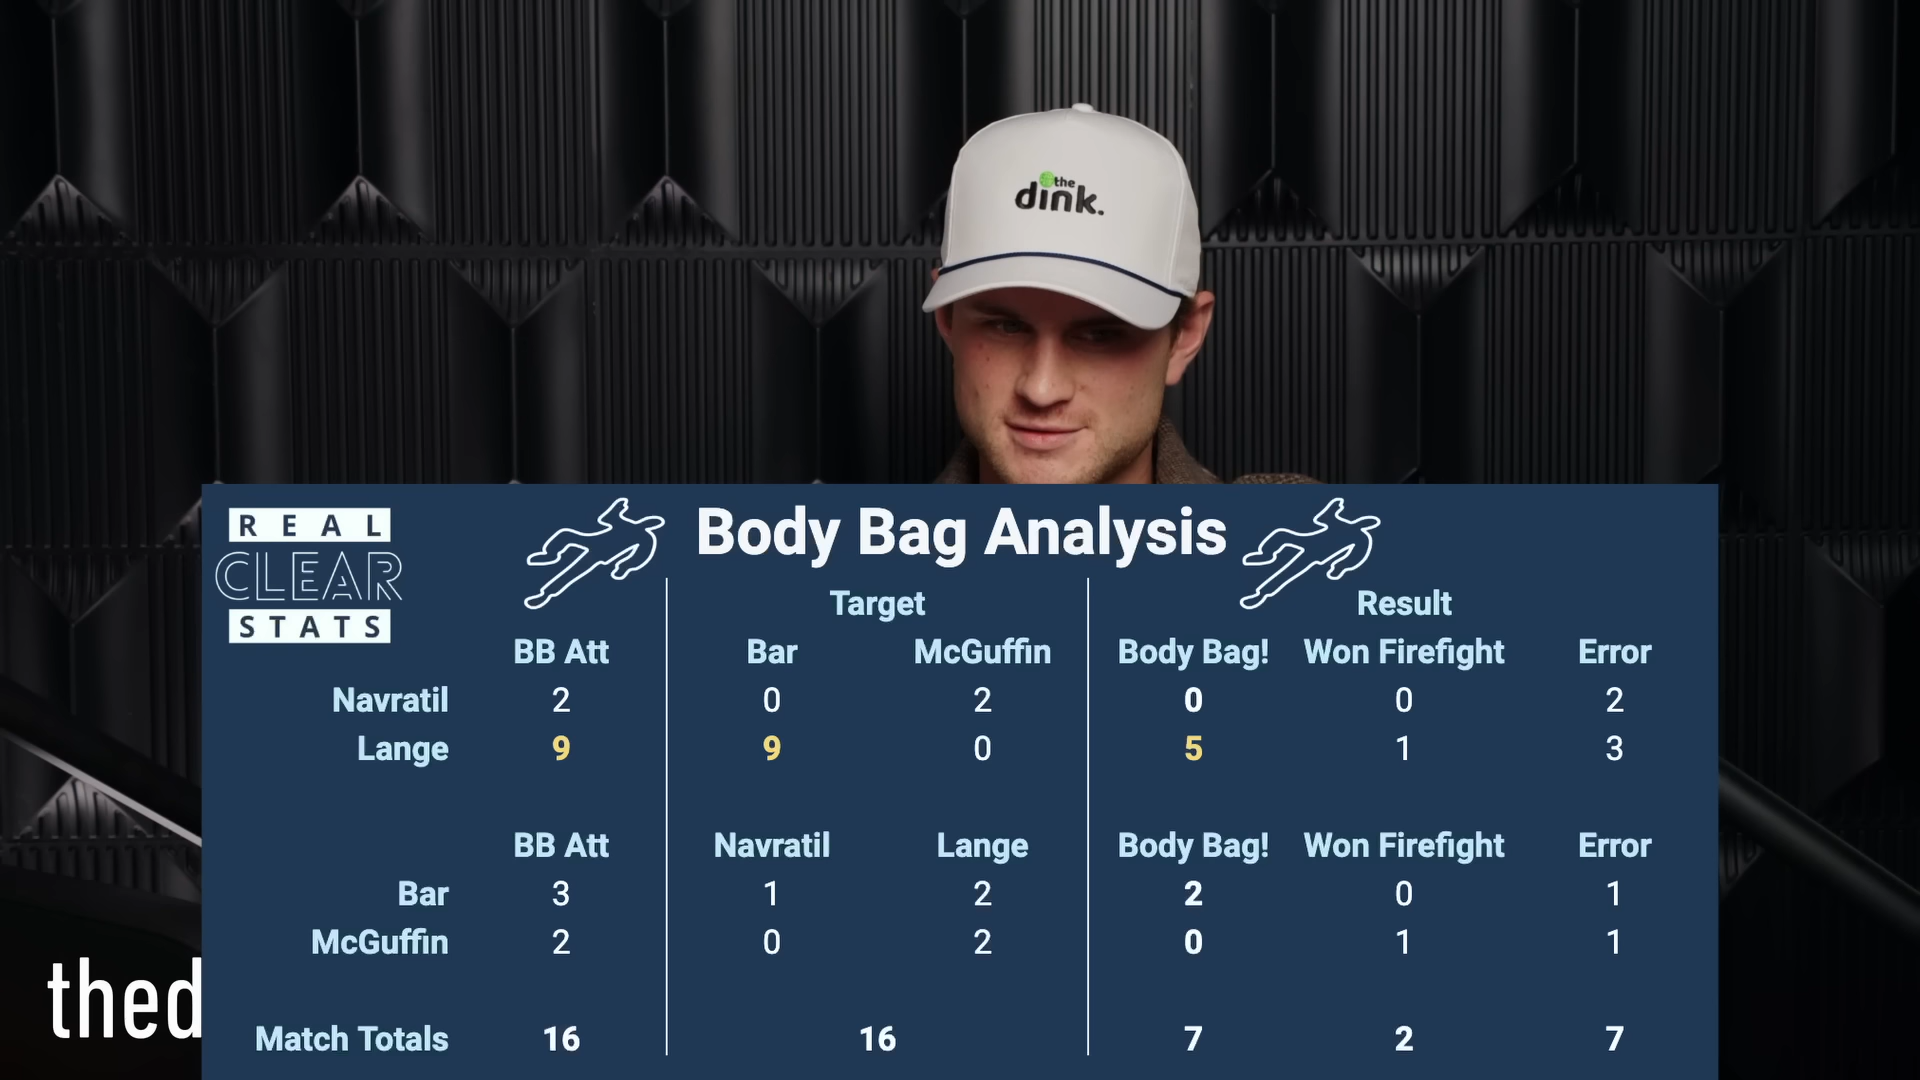 the
dink.
REAL
CLEAR
STATS
Body Bag Analysis
Target Result
BB Att Bar McGuffin Body Bag! Won Firefight Error
Navratil 2 0 2 0 0 2
Lange 9 9 0 5 1 3
BB Att Navratil Lange Body Bag! Won Firefight Error
Bar 3 1 2 2 0 1
McGuffin 2 0 2 0 1 1
Match Totals 16 16 7 2 7
thed